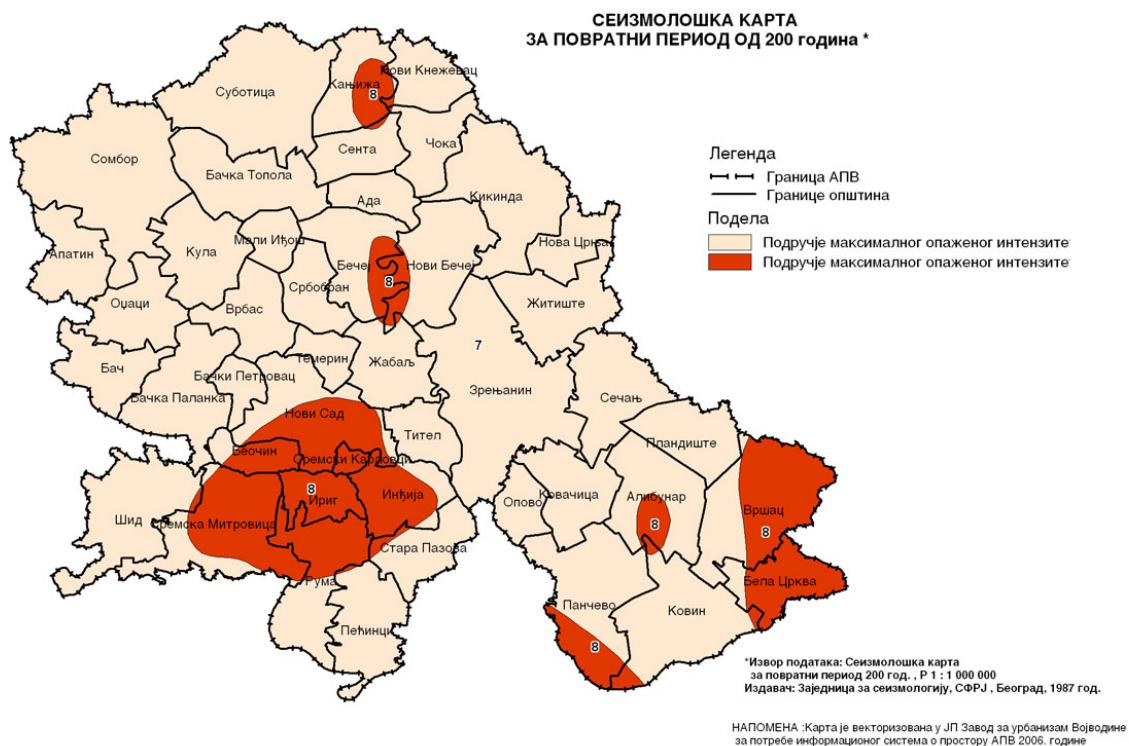 СЕИЗМОЛОШКА КАРТА
ЗА ПОВРАТНИ ПЕРИОД ОД 200 година *
Нови Кнежевац
Кањижа
8
Суботица
Чока
Сента
Сомбор
Бачка Топола
Ада
Кикинда
Мали Иђош
Нова Црња
Апатин
Кула
Бечеј
Нови Бечеј
8
Србобран
Оџаци
Врбас
Житиште
7
Темерин
Жабаљ
Бач
Бачки Петровац
Зрењанин
Бачка Паланка
Сечањ
Нови Сад
Тител
Пландиште
Беочин
Сремски Карловци
8
Ириг
Инђија
Опово
Ковачица
Алибунар
8
Вршац
8
Шид
Сремска Митровица
Стара Пазова
Рума
Бела Црква
Панчево
Ковин
Пећинци
8
Легенда
Граница АПВ
Границе општина
Подела
Подручје максималног опаженог интензите
Подручје максималног опаженог интензите
*Извор података: Сеизмолошка карта
за повратни период 200 год. , Р 1 : 1 000 000
Издавач: Заједница за сеизмологију, СФРЈ , Београд, 1987 год.
НАПОМЕНА :Карта је векторизована у ЈП Завод за урбанизам Војводине
за потребе информационог система о простору АПВ 2006. године